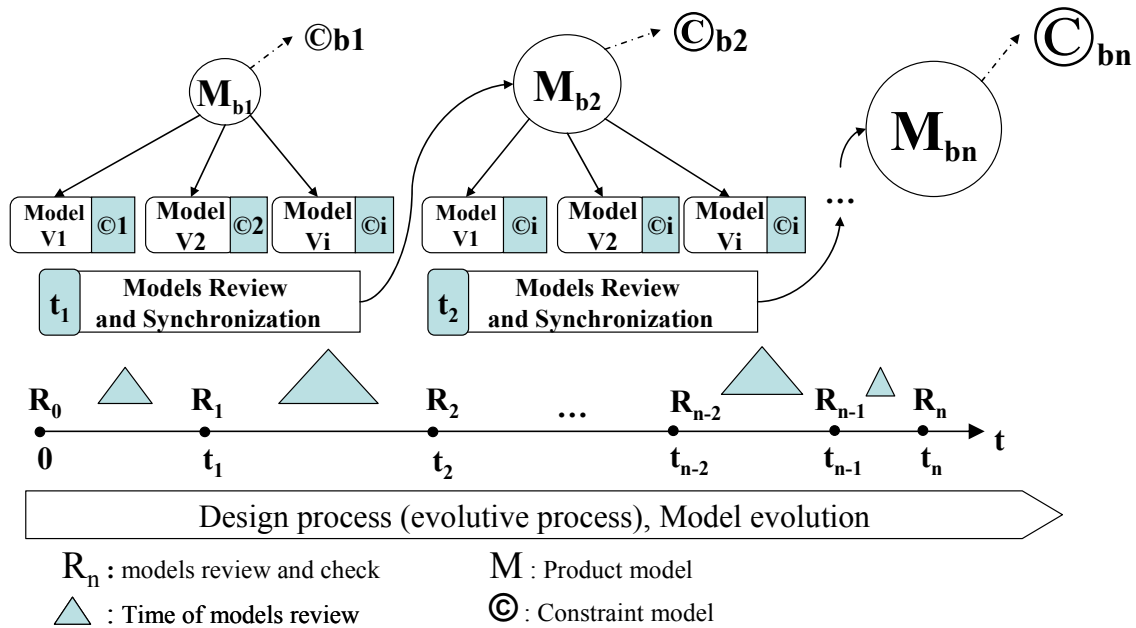 ©b1
©b2
©bn
Mb1
Mb2
Mbn
Model V1 ©1
Model V2 ©2
Model Vi ©i
Model V1 ©i
Model V2 ©i
Model Vi ©i
...
t1
Models Review
and Synchronization
t2
Models Review
and Synchronization
R0 R1 R2 ... Rn-2 Rn-1 Rn
0 t1 t2 tn-2 tn-1 tn t
Design process (evolutive process), Model evolution
Rn : models review and check
M : Product model
: Time of models review
© : Constraint model